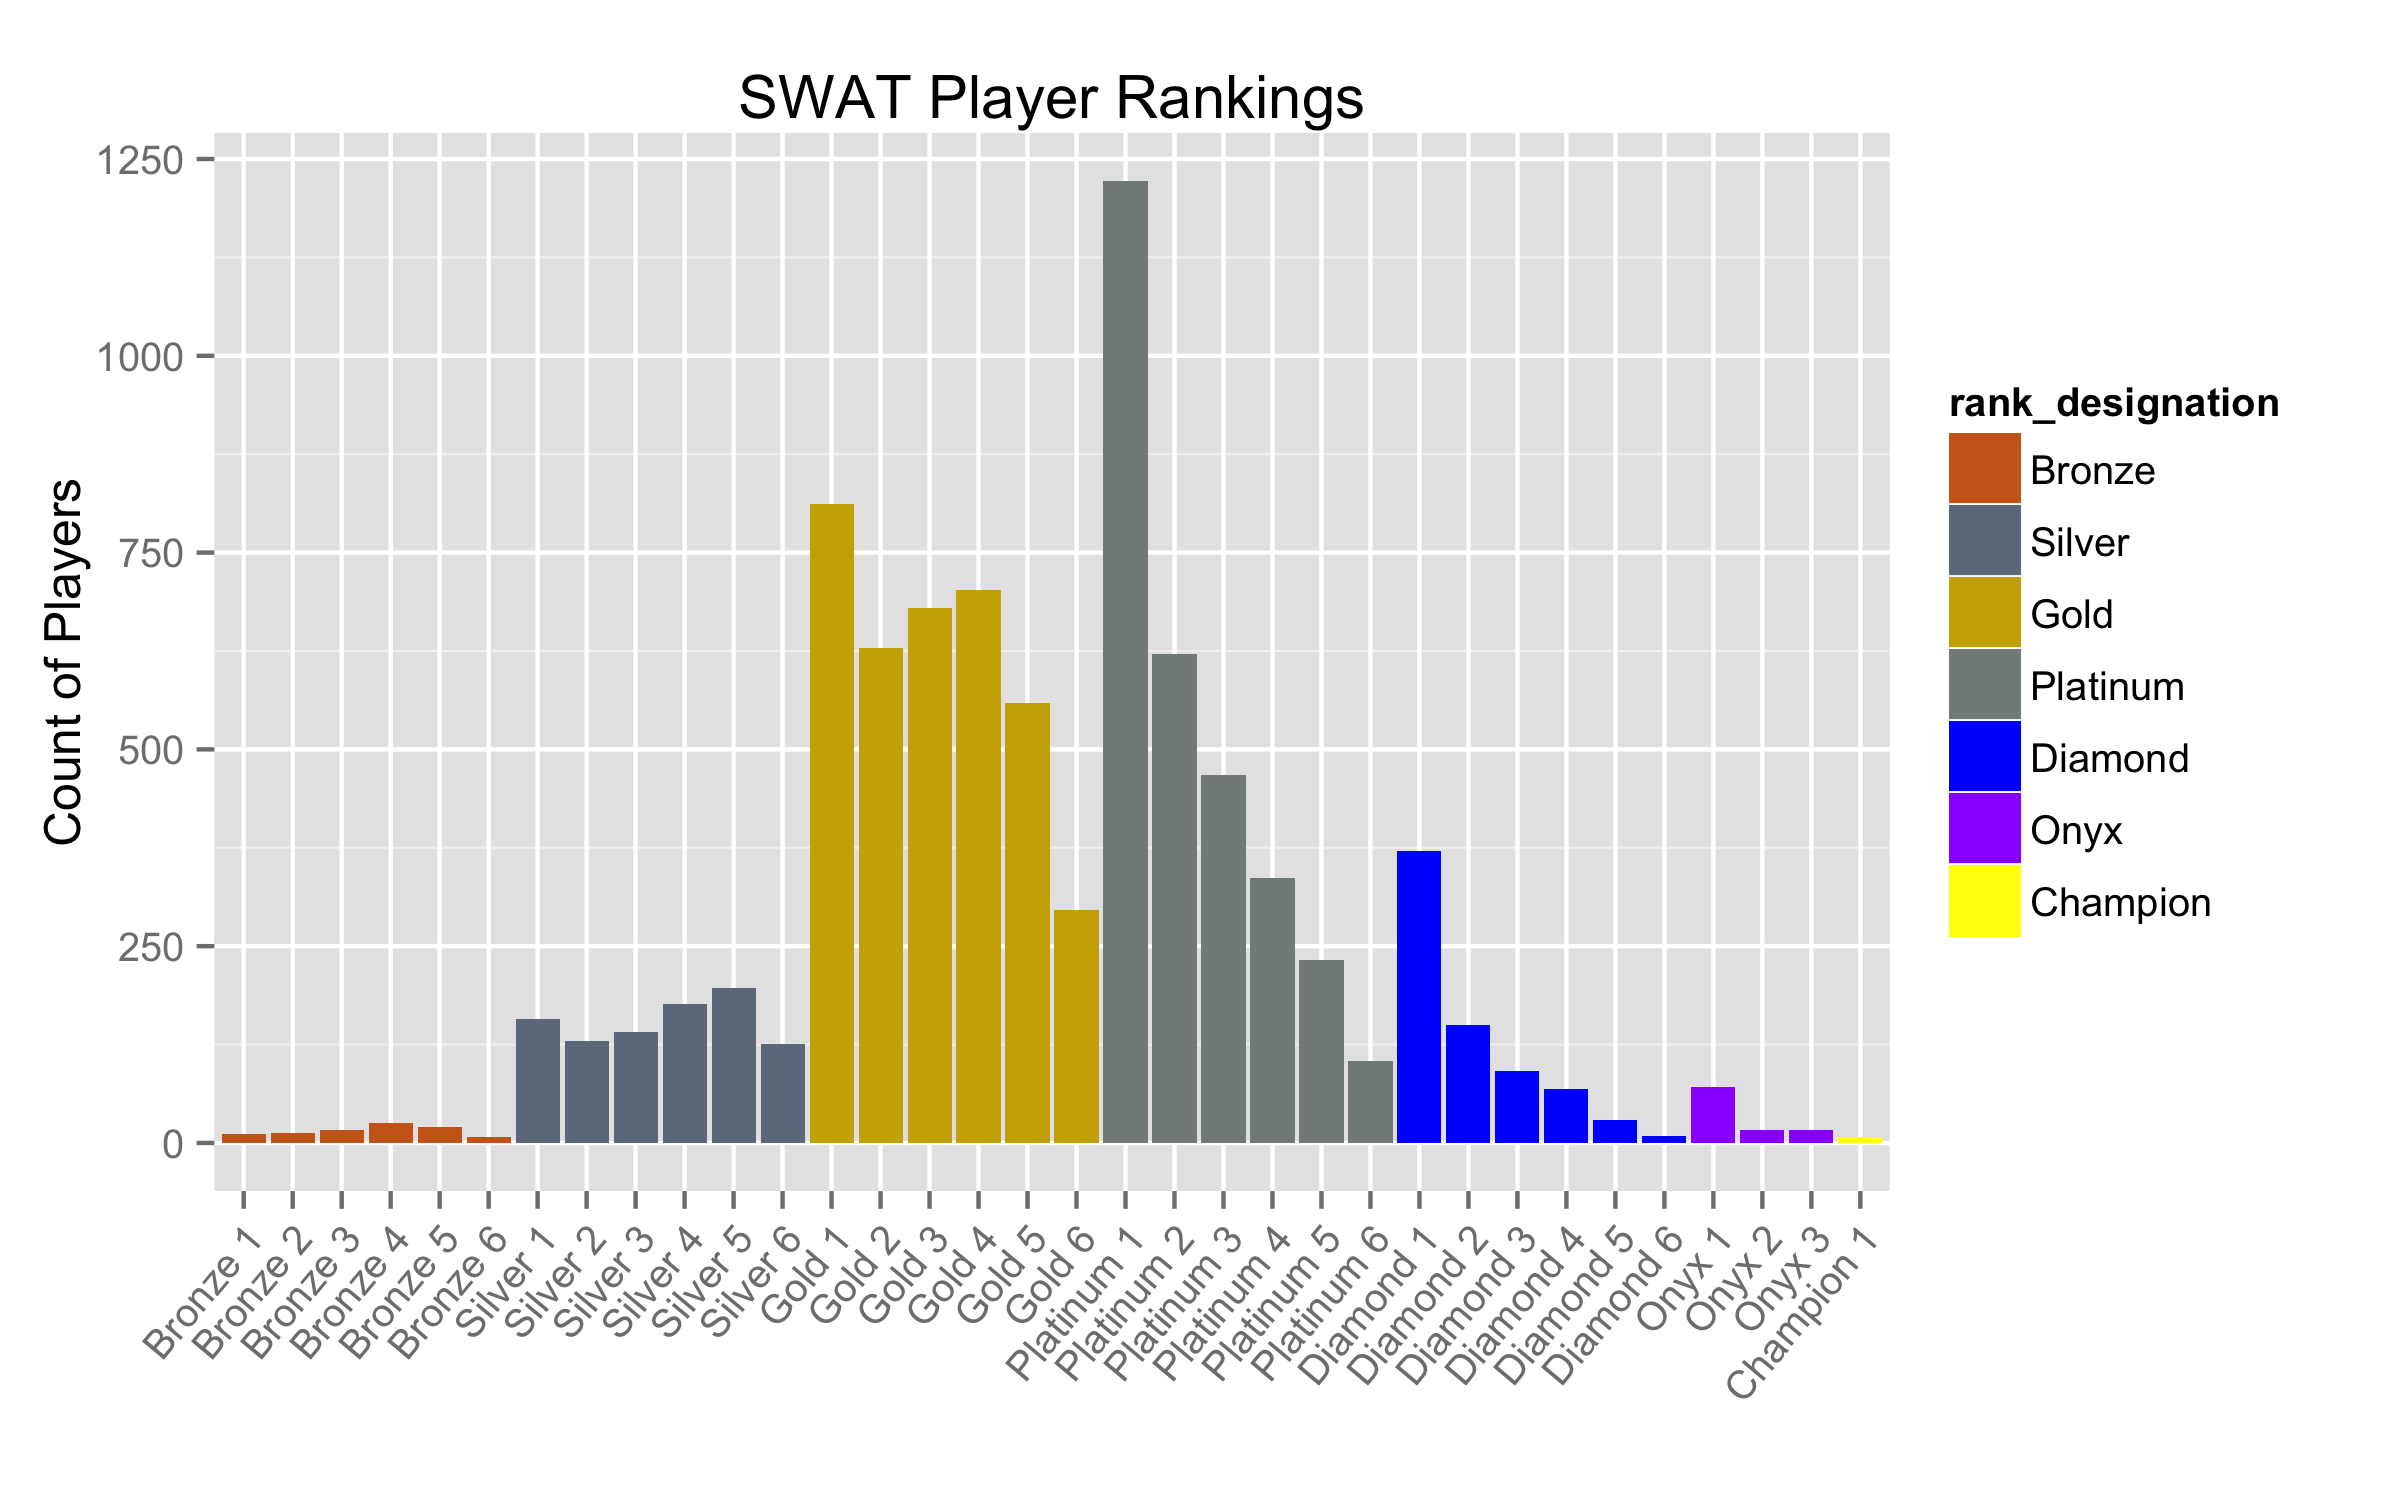 SWAT Player Rankings
Count of Players
1250
1000
750
500
250
0
Bronze 1
Bronze 2
Bronze 3
Bronze 4
Bronze 5
Bronze 6
Silver 1
Silver 2
Silver 3
Silver 4
Silver 5
Silver 6
Gold 1
Gold 2
Gold 3
Gold 4
Gold 5
Gold 6
Platinum 1
Platinum 2
Platinum 3
Platinum 4
Platinum 5
Platinum 6
Diamond 1
Diamond 2
Diamond 3
Diamond 4
Diamond 5
Diamond 6
Onyx 1
Onyx 2
Onyx 3
Champion 1
rank_designation
Bronze
Silver
Gold
Platinum
Diamond
Onyx
Champion